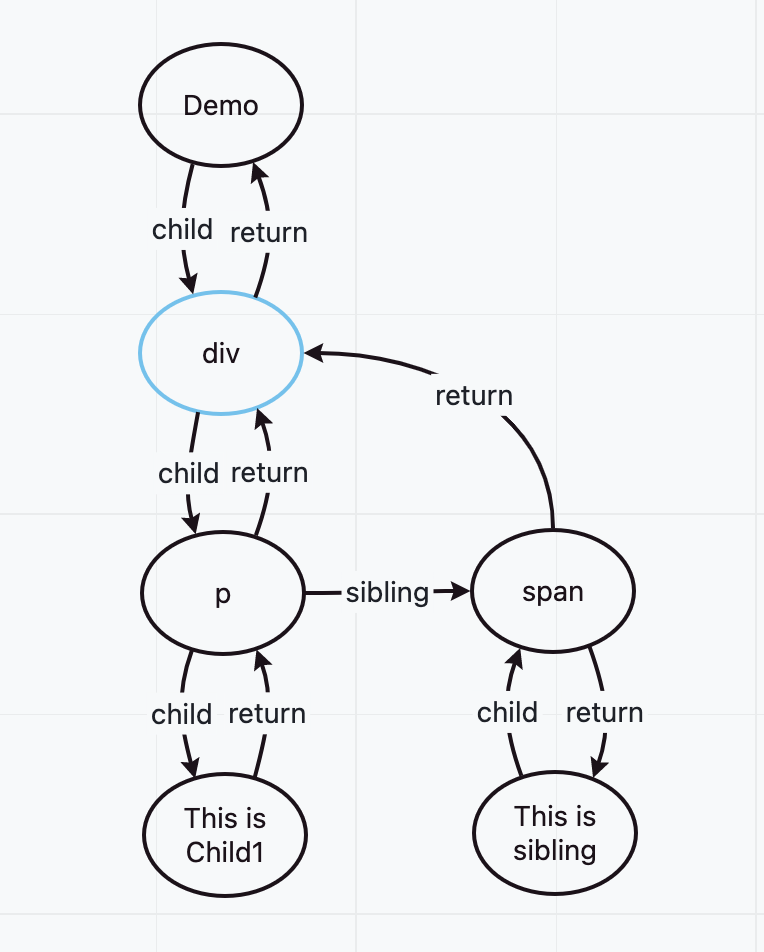 Demo
child
return
div
return
child
return
p
sibling
span
child
return
child
return
This is
Child1
This is
sibling